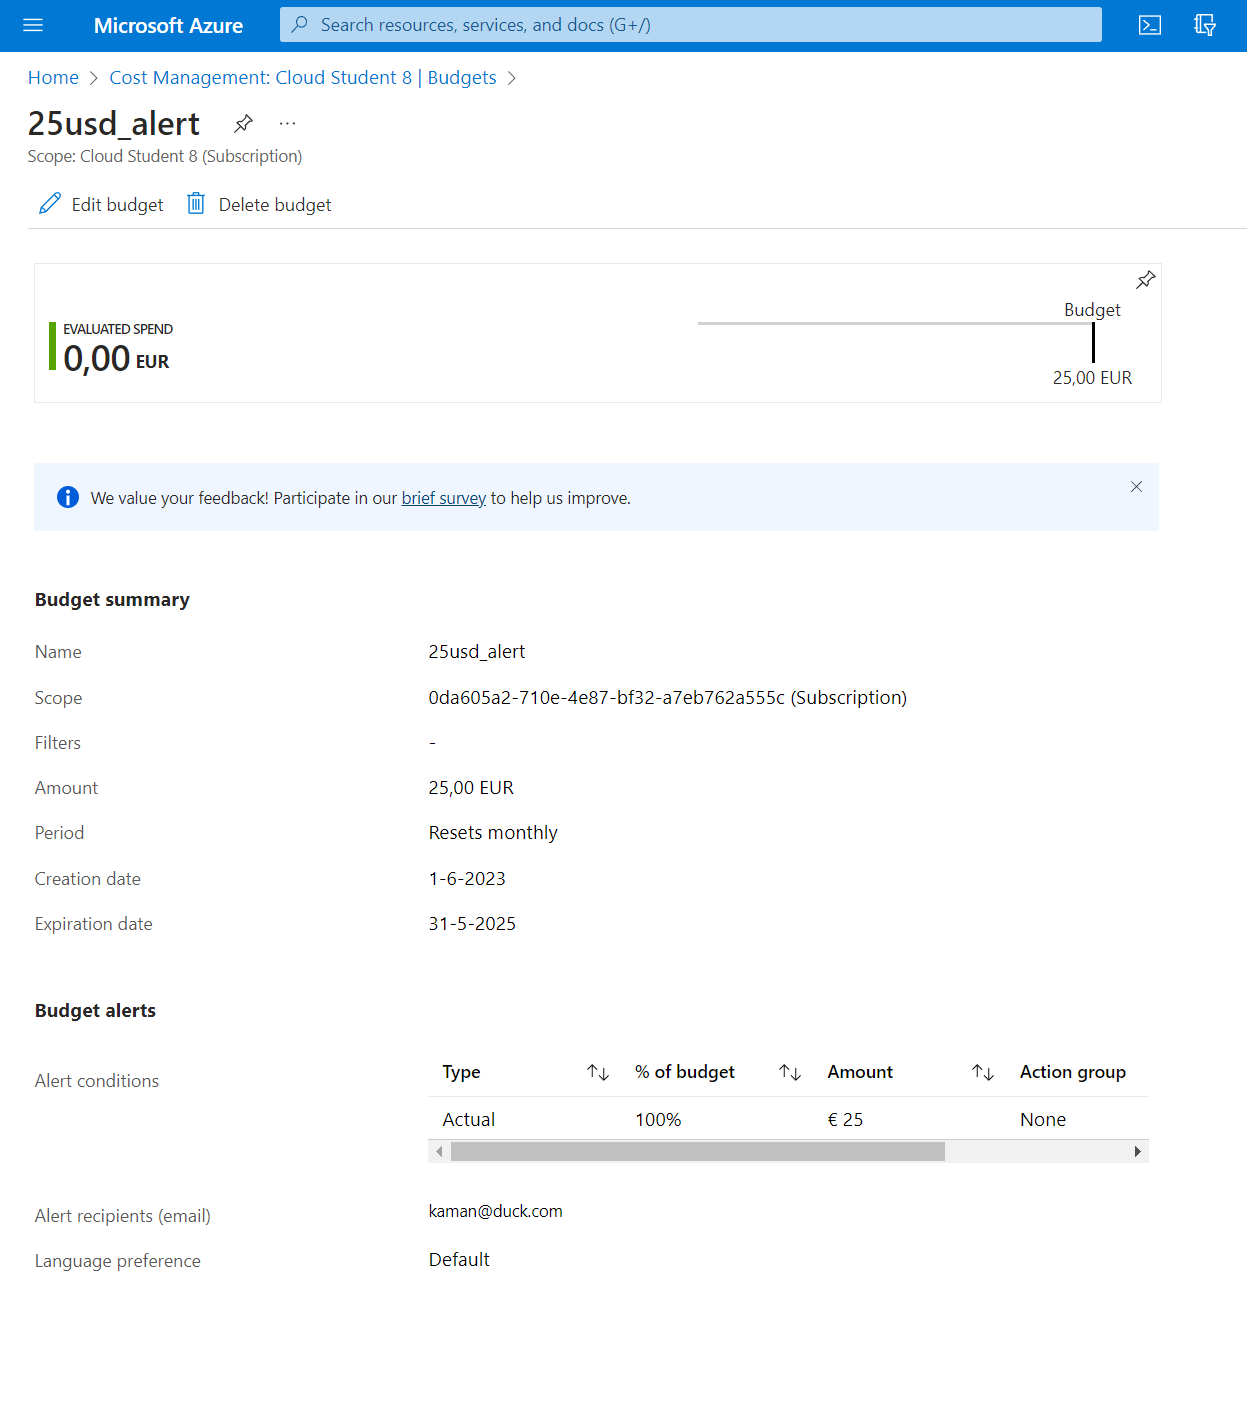 Microsoft Azure
Search resources, services, and docs (G+/)
Home > Cost Management: Cloud Student 8 | Budgets >
25usd_alert
Scope: Cloud Student 8 (Subscription)
Edit budget Delete budget
Budget
EVALUATED SPEND
0,00 EUR
25,00 EUR
We value your feedback! Participate in our brief survey to help us improve.
Budget summary
Name 25usd_alert
Scope 0da605a2-710e-4e87-bf32-a7eb762a555c (Subscription)
Filters -
Amount 25,00 EUR
Period Resets monthly
Creation date 1-6-2023
Expiration date 31-5-2025
Budget alerts
Type % of budget Amount Action group
Alert conditions
Actual 100% € 25 None
Alert recipients (email) kaman@duck.com
Language preference Default